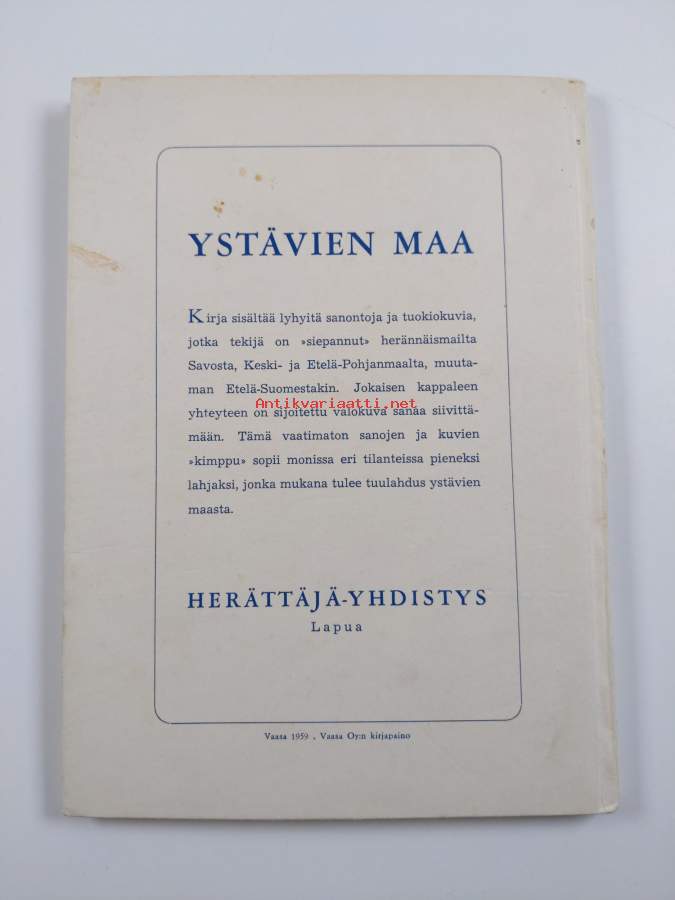 YSTÄVIEN MAA
Kirja sisältää lyhyitä sanontoja ja tuokiokuvia,
jotka tekijä on »siepannut» herännäismailta
Savosta, Keski- ja Etelä-Pohjanmaalta, muuta-
man Etelä-Suomestakin. Jokaisen kappaleen
Antikvariaatti.net
yhteyteen on sijoitettu valokuva sanaa siivittä-
mään. Tämä vaatimaton sanojen ja kuvien
»kimppu» sopii monissa eri tilanteissa pieneksi
lahjaksi, jonka mukana tulee tuulahdus ystävien
maasta.
HERÄTTÄJÄ-YHDISTYS
Lapua
Vaasa 1959 . Vaasa Oy:n kirjapaino